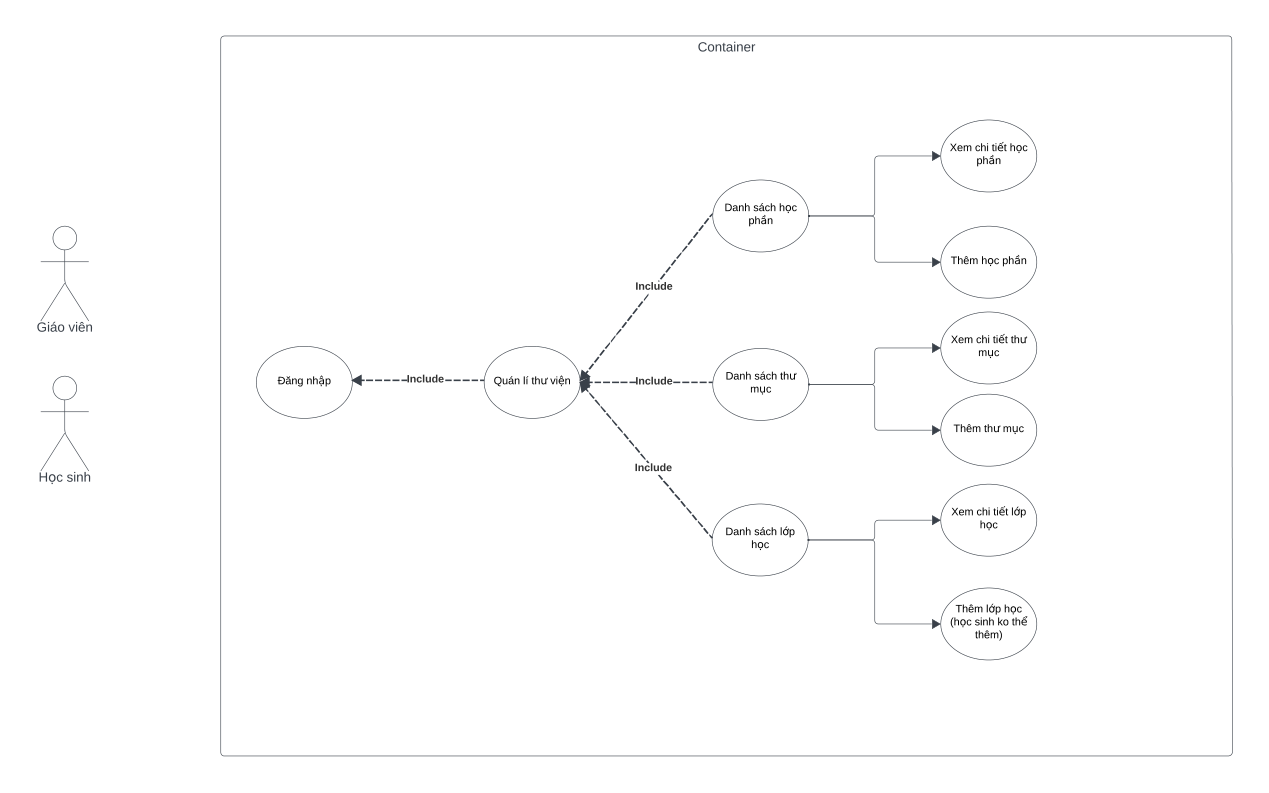 Container
Xem chi tiết học
phần
Danh sách học
phần
Thêm học phần
Include
Giáo viên
Xem chi tiết thư
mục
Đăng nhập
Include
Quán lí thư viện
Include
Danh sách thư
mục
Thêm thư mục
Include
Học sinh
Xem chi tiết lớp
học
Danh sách lớp
học
Thêm lớp học
(học sinh ko thể
thêm)